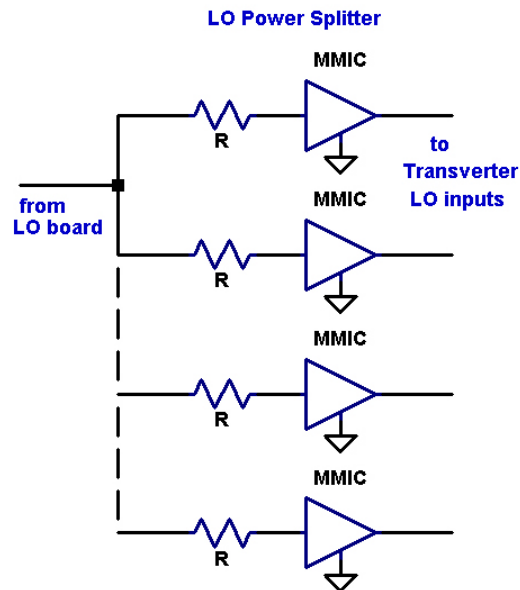 LO Power Splitter
MMIC
R
to
Transverter
LO inputs
from
LO board
MMIC
R
MMIC
R
MMIC
R